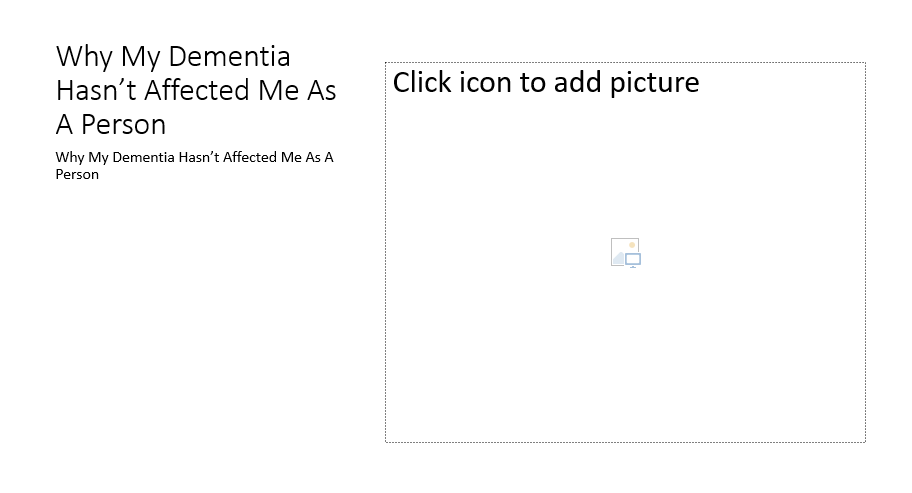 Why My Dementia
Hasn’t Affected Me As
A Person
Why My Dementia Hasn’t Affected Me As A
Person
Click icon to add picture